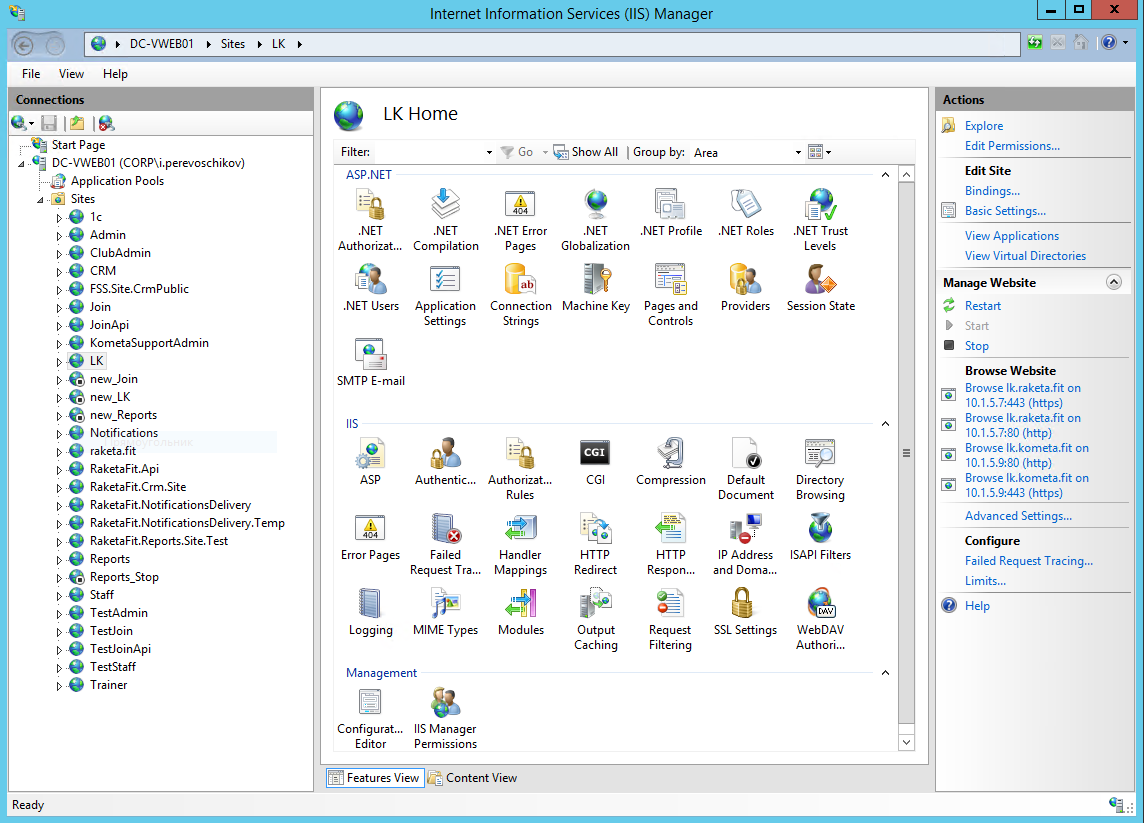 Internet Information Services (IIS) Manager
DC-VWEB01 Sites LK
File View Help
Connections
Start Page
DC-VWEB01 (CORP\i.perevoschikov)
Application Pools
Sites
1c
Admin
ClubAdmin
CRM
FSS.Site.CrmPublic
Join
JoinApi
KometaSupportAdmin
LK
new_Join
new_LK
new_Reports
Notifications
raketa.fit
RaketaFit.Api
RaketaFit.Crm.Site
RaketaFit.NotificationsDelivery
RaketaFit.NotificationsDelivery.Temp
RaketaFit.Reports.Site.Test
Reports
Reports_Stop
Staff
TestAdmin
TestJoin
TestJoinApi
TestStaff
Trainer
LK Home
Filter: Go Show All Group by: Area
ASP.NET
.NET Authorizat...
.NET Compilation
.NET Error Pages
.NET Globalization
.NET Profile
.NET Roles
.NET Trust Levels
.NET Users
Application Settings
Connection Strings
Machine Key
Pages and Controls
Providers
Session State
SMTP E-mail
IIS
ASP
Authentic...
Authorizat... Rules
CGI
Compression
Default Document
Directory Browsing
Error Pages
Failed Request Tra...
Handler Mappings
HTTP Redirect
HTTP Respon...
IP Address and Doma...
ISAPI Filters
Logging
MIME Types
Modules
Output Caching
Request Filtering
SSL Settings
WebDAV Authori...
Management
Configurat... Editor
IIS Manager Permissions
Features View Content View
Actions
Explore
Edit Permissions...
Edit Site
Bindings...
Basic Settings...
View Applications
View Virtual Directories
Manage Website
Restart
Start
Stop
Browse Website
Browse lk.raketa.fit on
10.1.5.7:443 (https)
Browse lk.raketa.fit on
10.1.5.7:80 (http)
Browse lk.kometa.fit on
10.1.5.9:80 (http)
Browse lk.kometa.fit on
10.1.5.9:443 (https)
Advanced Settings...
Configure
Failed Request Tracing...
Limits...
Help
Ready